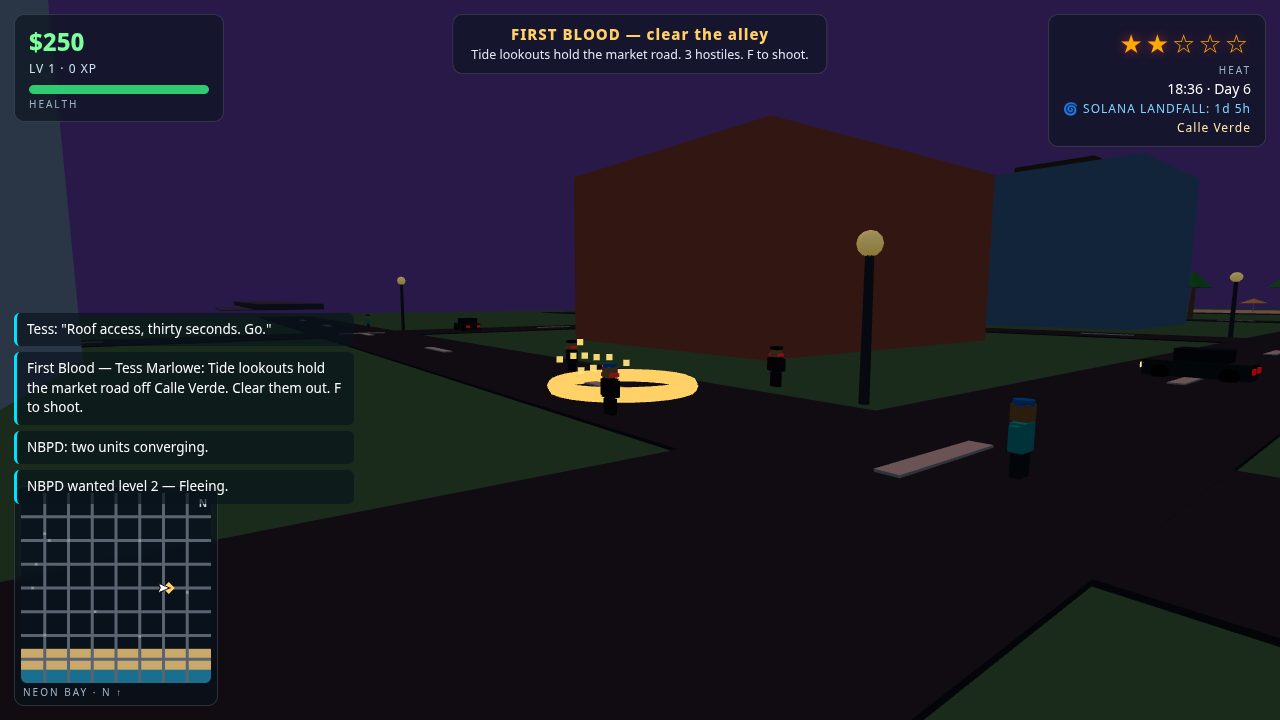 $250
LV 1 · 0 XP
HEALTH
FIRST BLOOD — clear the alley
Tide lookouts hold the market road. 3 hostiles. F to shoot.
★★☆☆☆
HEAT
18:36 · Day 6
🌀 SOLANA LANDFALL: 1d 5h
Calle Verde
Tess: "Roof access, thirty seconds. Go."
First Blood — Tess Marlowe: Tide lookouts hold
the market road off Calle Verde. Clear them out. F
to shoot.
NBPD: two units converging.
NBPD wanted level 2 — Fleeing.
N
NEON BAY · N ↑